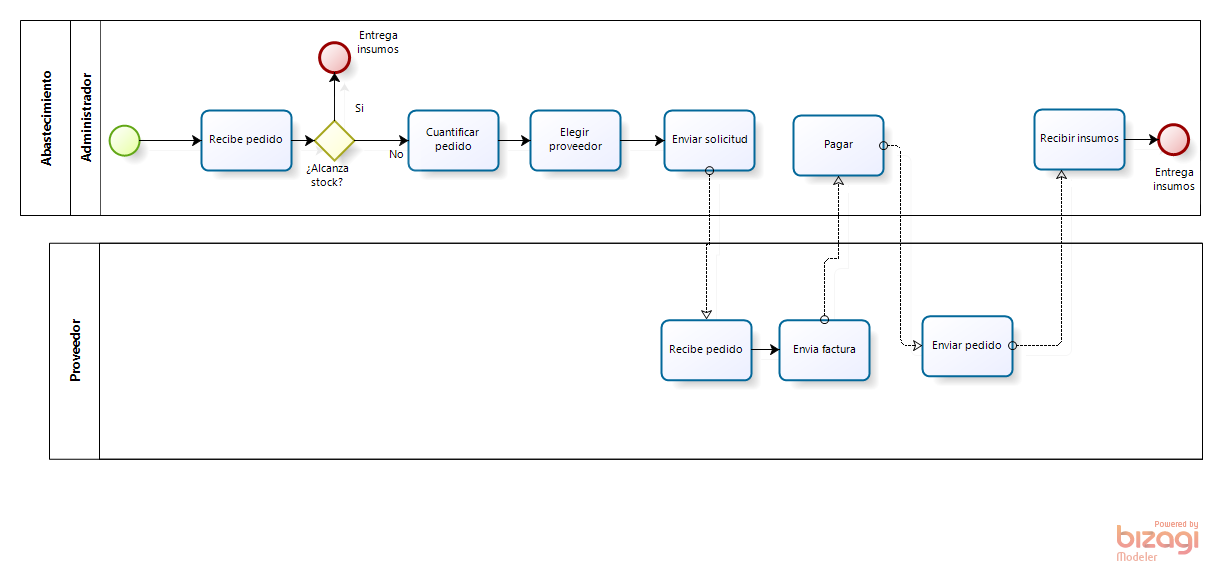 Abastecimiento
Administrador
Entrega
insumos
Si
Recibe pedido
¿Alcanza
stock?
No
Cuantificar
pedido
Elegir
proveedor
Enviar solicitud
Pagar
Recibir insumos
Entrega
insumos
Proveedor
Recibe pedido
Envia factura
Enviar pedido
Powered by
bizagi
Modeler